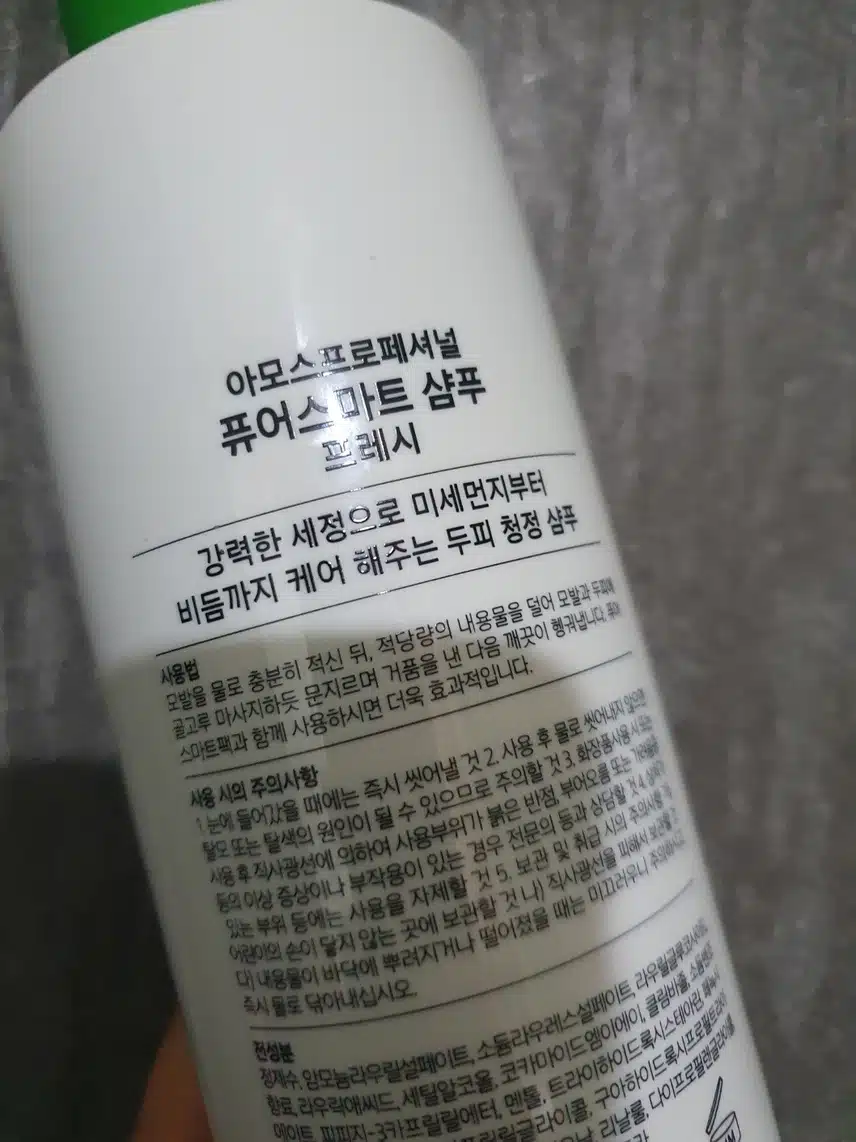 아모스프로페셔널
퓨어스마트 샴푸
프레시
강력한 세정으로 미세먼지부터
비듬까지 케어 해주는 두피 청정 샴푸
사용법
모발을 물로 충분히 적신 뒤, 적당량의 내용물을 덜어 모발과 두피에
골고루 마사지하듯 문지르며 거품을 낸 다음 깨끗이 헹궈냅니다. 퓨어
스마트팩과 함께 사용하시면 더욱 효과적입니다.
사용 시의 주의사항
1. 눈에 들어갔을 때에는 즉시 씻어낼 것 2. 사용 후 물로 씻어내지 않으면
탈모 또는 탈색의 원인이 될 수 있으므로 주의할 것 3. 화장품 사용 시 또는
사용 후 직사광선에 의하여 사용부위가 붉은 반점, 부어오름 또는 가려움증
등의 이상 증상이나 부작용이 있는 경우 전문의 등과 상담할 것 4. 상처가
있는 부위 등에는 사용을 자제할 것 5. 보관 및 취급 시의 주의사항 가)
어린이의 손이 닿지 않는 곳에 보관할 것 나) 직사광선을 피해서 보관할 것
다) 내용물이 바닥에 뿌려지거나 떨어졌을 때는 미끄러우니 주의하시고
즉시 물로 닦아내십시오.
전성분
정제수, 암모늄라우릴설페이트, 소듐라우레스설페이트, 라우릴글루코사이드,
향료, 라우릭애씨드, 세틸알코올, 코카마이드엠이에이, 클림바졸, 소듐벤조
에이트, 피피지-3카프릴릴에터, 멘톨, 트라이하이드록시스테아린, 페녹시
카프릴릴글라이콜, 구아하이드록시프로필트라이
리날룰, 다이프로필렌글라이콜